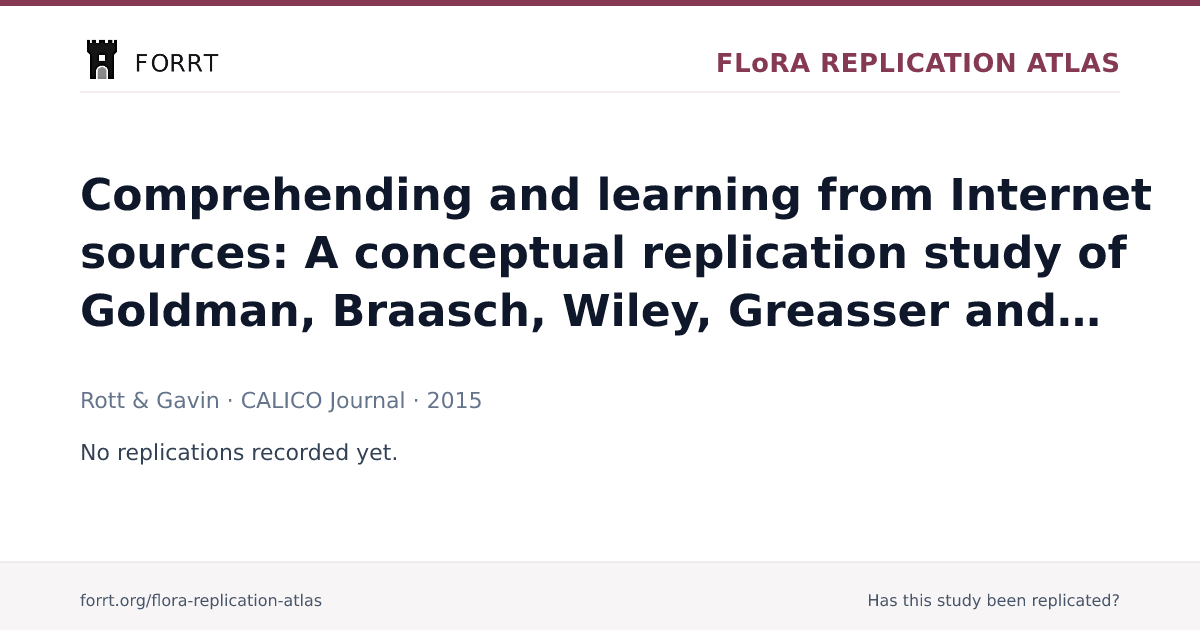 FORRT
FLoRA REPLICATION ATLAS
Comprehending and learning from Internet
sources: A conceptual replication study of
Goldman, Braasch, Wiley, Greasser and…
Rott & Gavin · CALICO Journal · 2015
No replications recorded yet.
forrt.org/flora-replication-atlas
Has this study been replicated?